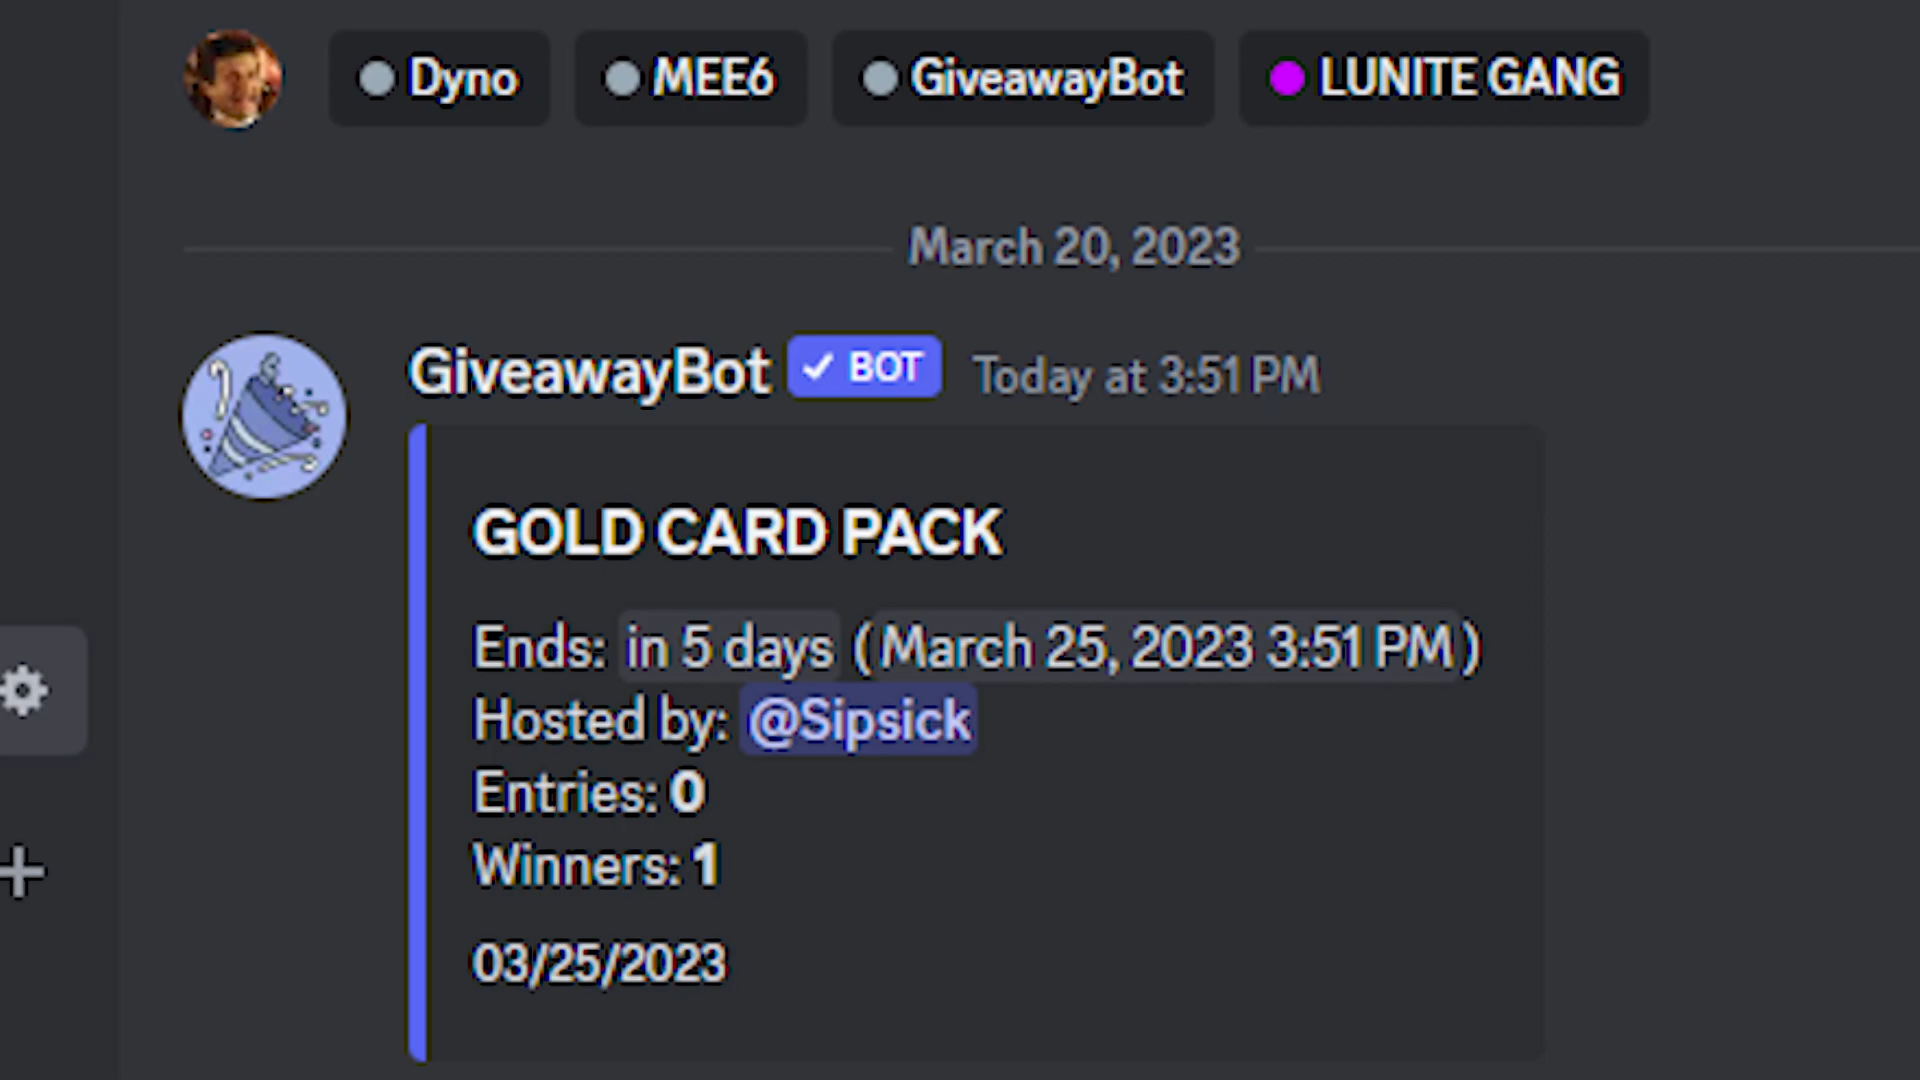 Dyno MEE6 GiveawayBot LUNITE GANG
March 20, 2023
GiveawayBot ✓ BOT Today at 3:51 PM
GOLD CARD PACK
Ends: in 5 days (March 25, 2023 3:51 PM)
Hosted by: @Sipsick
Entries: 0
Winners: 1
03/25/2023